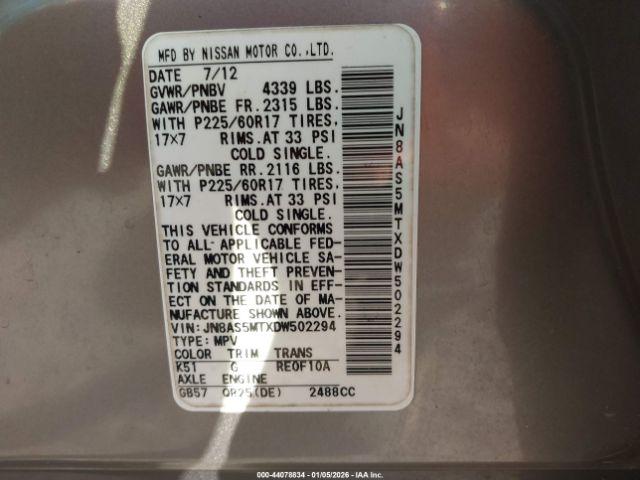 MFD BY NISSAN MOTOR CO.,LTD.
DATE 7/12
GVWR/PNBV 4339 LBS.
GAWR/PNBE FR. 2315 LBS.
WITH P225/60R17 TIRES,
17×7 RIMS. AT 33 PSI
COLD SINGLE.
GAWR/PNBE RR. 2116 LBS.
WITH P225/60R17 TIRES,
17×7 RIMS. AT 33 PSI
COLD SINGLE.
THIS VEHICLE CONFORMS
TO ALL APPLICABLE FED-
ERAL MOTOR VEHICLE SA-
FETY AND THEFT PREVEN-
TION STANDARDS IN EFF-
ECT ON THE DATE OF MA-
NUFACTURE SHOWN ABOVE.
VIN: JN8AS5MTXDW502294
TYPE: MPV
COLOR TRIM TRANS
K51 G RE0F10A
AXLE ENGINE
GB57 QR25(DE) 2488CC
JN8AS5MTXDW502294
000-44078834 - 01/05/2026 - IAA Inc.